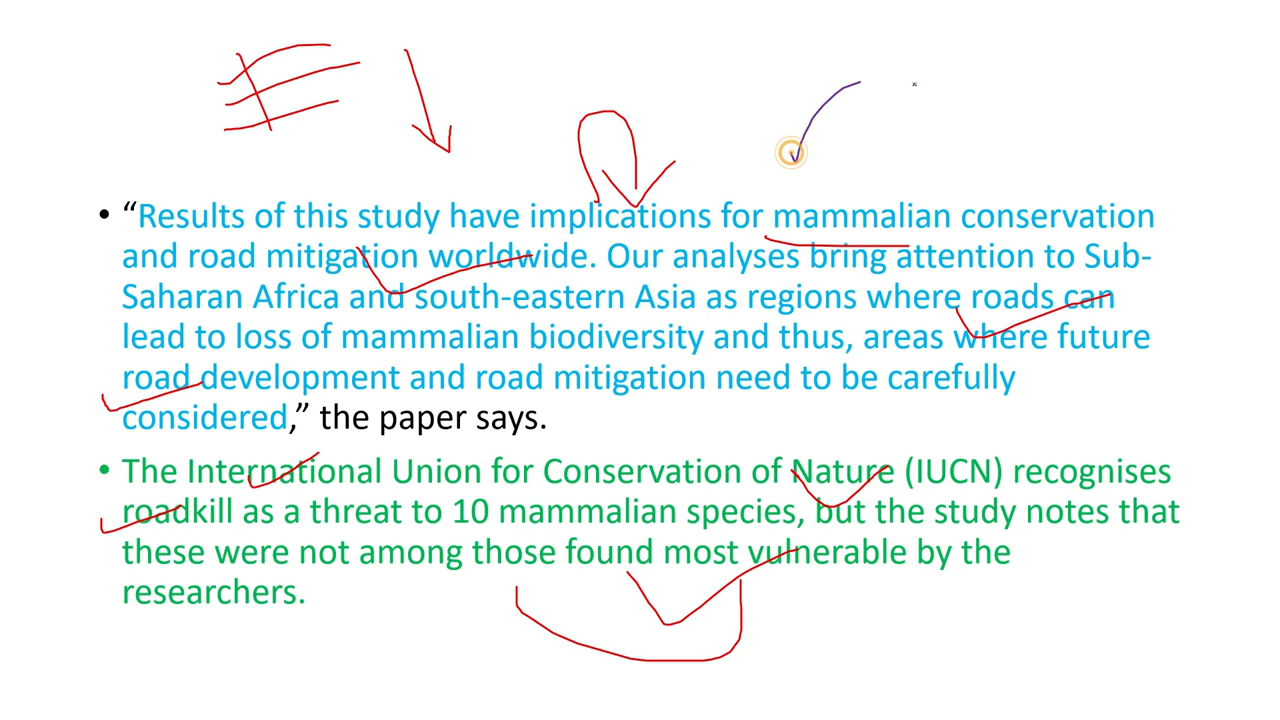 • “Results of this study have implications for mammalian conservation
and road mitigation worldwide. Our analyses bring attention to Sub-
Saharan Africa and south-eastern Asia as regions where roads can
lead to loss of mammalian biodiversity and thus, areas where future
road development and road mitigation need to be carefully
considered,” the paper says.
• The International Union for Conservation of Nature (IUCN) recognises
roadkill as a threat to 10 mammalian species, but the study notes that
these were not among those found most vulnerable by the
researchers.